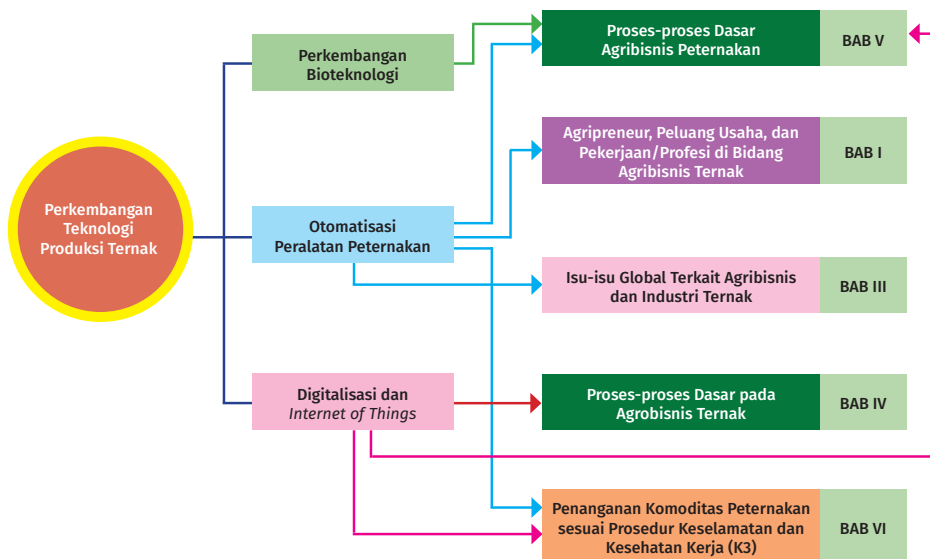 Perkembangan
Teknologi
Produksi Ternak
Perkembangan
Bioteknologi
Otomatisasi
Peralatan Peternakan
Digitalisasi dan
Internet of Things
Proses-proses Dasar
Agribisnis Peternakan
BAB V
Agripreneur, Peluang Usaha, dan
Pekerjaan/Profesi di Bidang
Agribisnis Ternak
BAB I
Isu-isu Global Terkait Agribisnis
dan Industri Ternak
BAB III
Proses-proses Dasar pada
Agrobisnis Ternak
BAB IV
Penanganan Komoditas Peternakan
sesuai Prosedur Keselamatan dan
Kesehatan Kerja (K3)
BAB VI